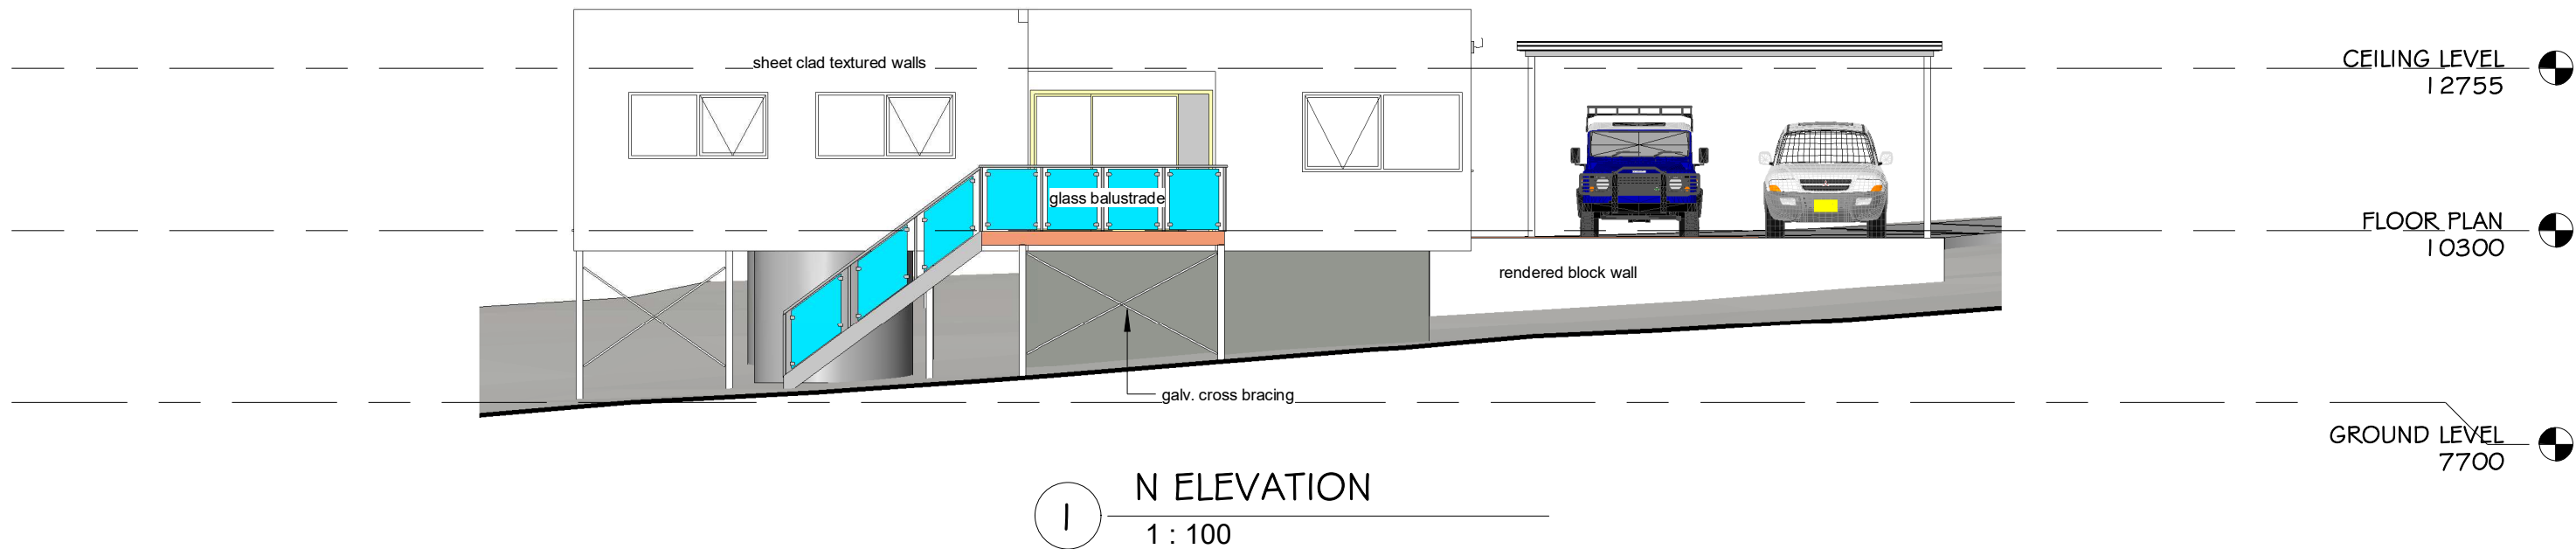 sheet clad textured walls
CEILING LEVEL
12755
glass balustrade
FLOOR PLAN
10300
rendered block wall
galv. cross bracing
GROUND LEVEL
7700
1
N ELEVATION
1 : 100